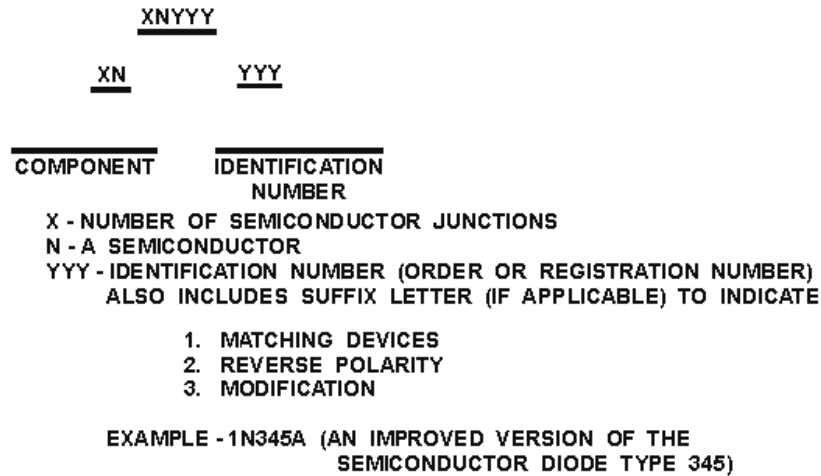 XNYYY
XN YYY
COMPONENT IDENTIFICATION
NUMBER
X - NUMBER OF SEMICONDUCTOR JUNCTIONS
N - A SEMICONDUCTOR
YYY - IDENTIFICATION NUMBER (ORDER OR REGISTRATION NUMBER)
ALSO INCLUDES SUFFIX LETTER (IF APPLICABLE) TO INDICATE
1. MATCHING DEVICES
2. REVERSE POLARITY
3. MODIFICATION
EXAMPLE - 1N345A (AN IMPROVED VERSION OF THE
SEMICONDUCTOR DIODE TYPE 345)